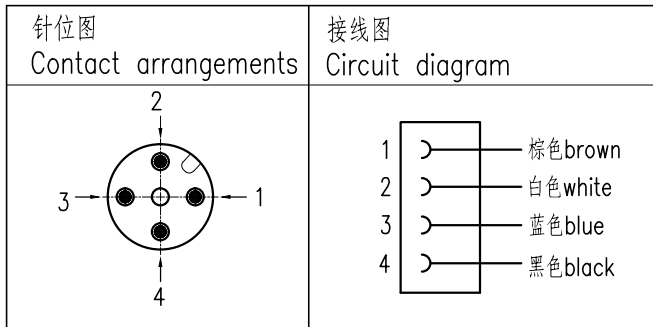 针位图
Contact arrangements
接线图
Circuit diagram
2
3
1
4
1 棕色brown
2 白色white
3 蓝色blue
4 黑色black